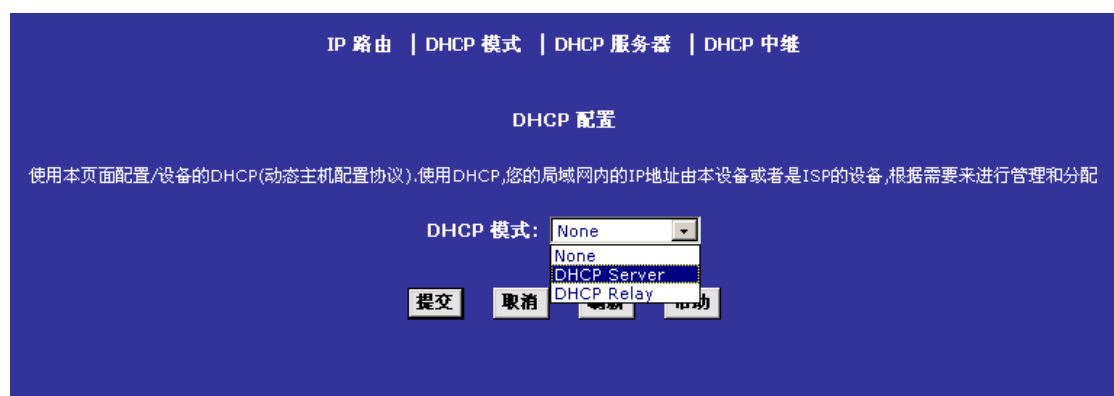 IP 路由 | DHCP 模式 | DHCP 服务器 | DHCP 中继
DHCP 配置
使用本页面配置/设备的DHCP(动态主机配置协议).使用DHCP,您的局域网内的IP地址由本设备或者是ISP的设备,根据需要来进行管理和分配
DHCP 模式: None
None
DHCP Server
DHCP Relay
提交 取消